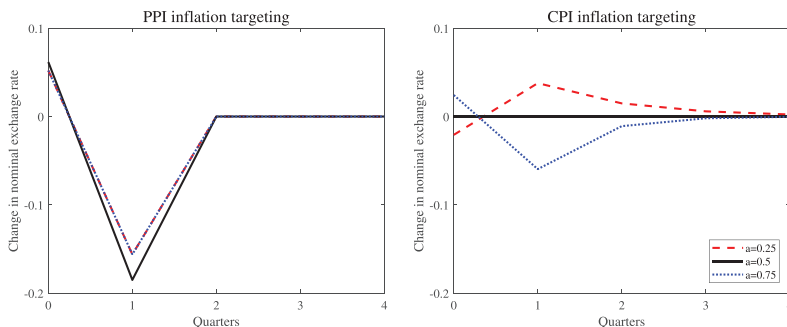 PPI inflation targeting
0.1
0
-0.1
-0.2
Change in nominal exchange rate
0
1
2
3
4
Quarters
CPI inflation targeting
0.1
0
-0.1
-0.2
Change in nominal exchange rate
0
1
2
3
Quarters
a=0.25
a=0.5
a=0.75